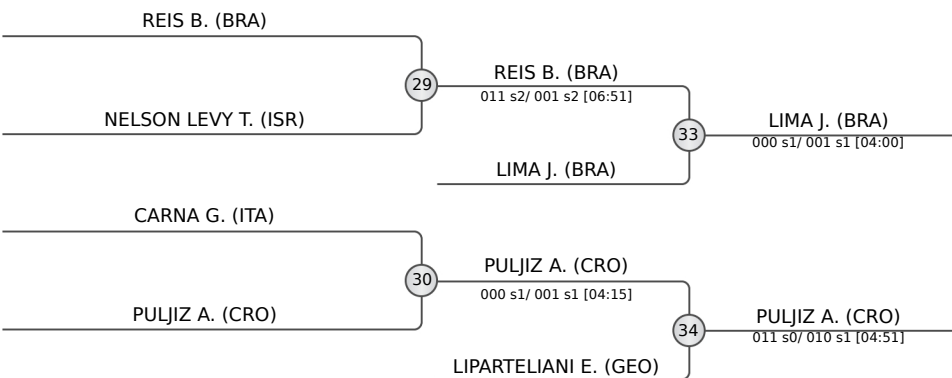 REIS B. (BRA)
29
REIS B. (BRA)
011 s2/ 001 s2 [06:51]
NELSON LEVY T. (ISR)
33
LIMA J. (BRA)
000 s1/ 001 s1 [04:00]
LIMA J. (BRA)
CARNA G. (ITA)
30
PULJIZ A. (CRO)
000 s1/ 001 s1 [04:15]
PULJIZ A. (CRO)
34
PULJIZ A. (CRO)
011 s0/ 010 s1 [04:51]
LIPARTELIANI E. (GEO)